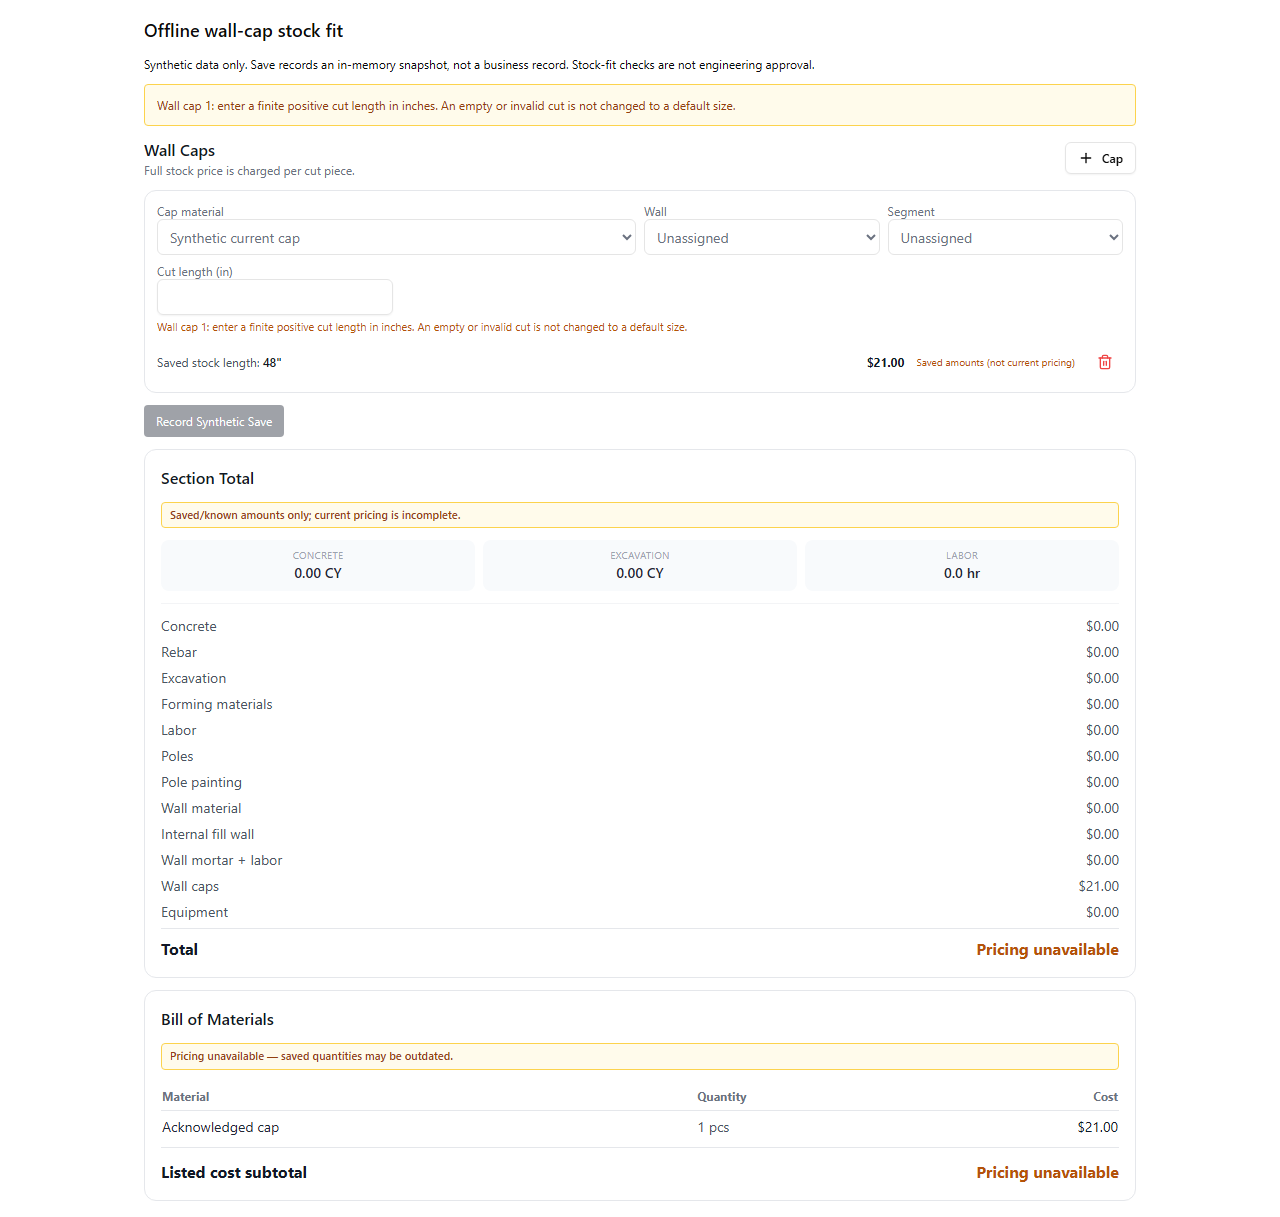 Offline wall-cap stock fit
Synthetic data only. Save records an in-memory snapshot, not a business record. Stock-fit checks are not engineering approval.
Wall cap 1: enter a finite positive cut length in inches. An empty or invalid cut is not changed to a default size.
Wall Caps
Full stock price is charged per cut piece.
+ Cap
Cap material Wall Segment
Synthetic current cap Unassigned Unassigned
Cut length (in)
Wall cap 1: enter a finite positive cut length in inches. An empty or invalid cut is not changed to a default size.
Saved stock length: 48" $21.00 Saved amounts (not current pricing)
Record Synthetic Save
Section Total
Saved/known amounts only; current pricing is incomplete.
CONCRETE EXCAVATION LABOR
0.00 CY 0.00 CY 0.0 hr
Concrete $0.00
Rebar $0.00
Excavation $0.00
Forming materials $0.00
Labor $0.00
Poles $0.00
Pole painting $0.00
Wall material $0.00
Internal fill wall $0.00
Wall mortar + labor $0.00
Wall caps $21.00
Equipment $0.00
Total Pricing unavailable
Bill of Materials
Pricing unavailable — saved quantities may be outdated.
Material Quantity Cost
Acknowledged cap 1 pcs $21.00
Listed cost subtotal Pricing unavailable